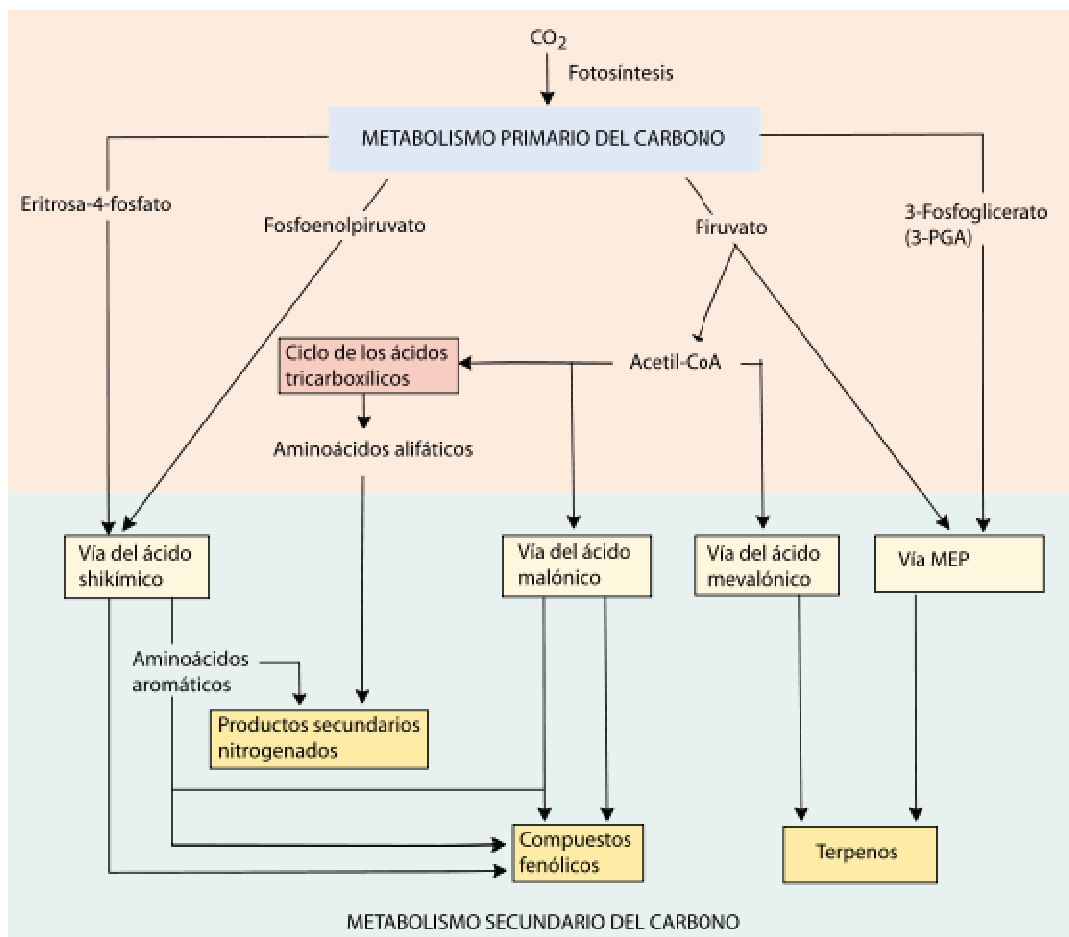 CO2
Fotosíntesis
METABOLISMO PRIMARIO DEL CARBONO
Eritrosa-4-fosfato
Fosfoenolpiruvato
Firuvato
3-Fosfoglicerato
(3-PGA)
Ciclo de los ácidos
tricarboxílicos
Acetil-CoA
Aminoácidos alifáticos
Vía del ácido
shikímico
Vía del ácido
malónico
Vía del ácido
mevalónico
Vía MEP
Aminoácidos
aromáticos
Productos secundarios
nitrogenados
Compuestos
fenólicos
Terpenos
METABOLISMO SECUNDARIO DEL CARBONO